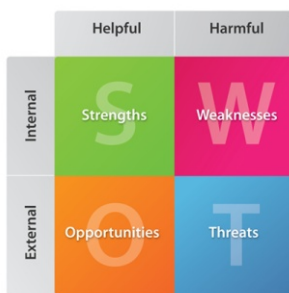 Helpful Harmful
Internal
S Strengths
W Weaknesses
External
O Opportunities
T Threats